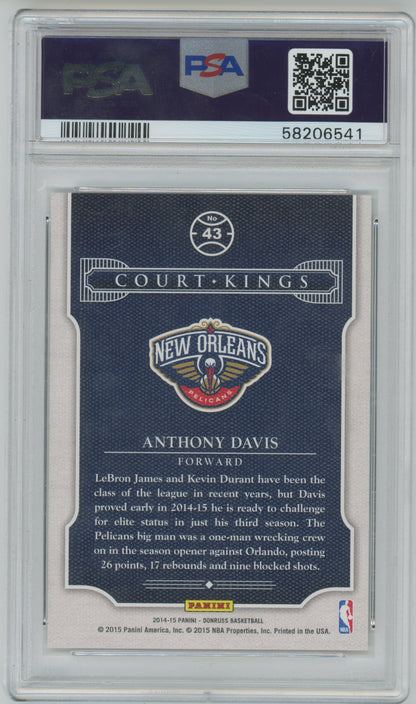 PSA
PSA
58206541
No
43
COURT · KINGS
NEW ORLEANS
PELICANS
ANTHONY DAVIS
FORWARD
LeBron James and Kevin Durant have been the
class of the league in recent years, but Davis
proved early in 2014-15 he is ready to challenge
for elite status in just his third season. The
Pelicans big man was a one-man wrecking crew
on in the season opener against Orlando, posting
26 points, 17 rebounds and nine blocked shots.
PANINI
2014-15 PANINI - DONRUSS BASKETBALL
© 2015 Panini America, Inc. © 2015 NBA Properties, Inc. Printed in the USA.
NBA